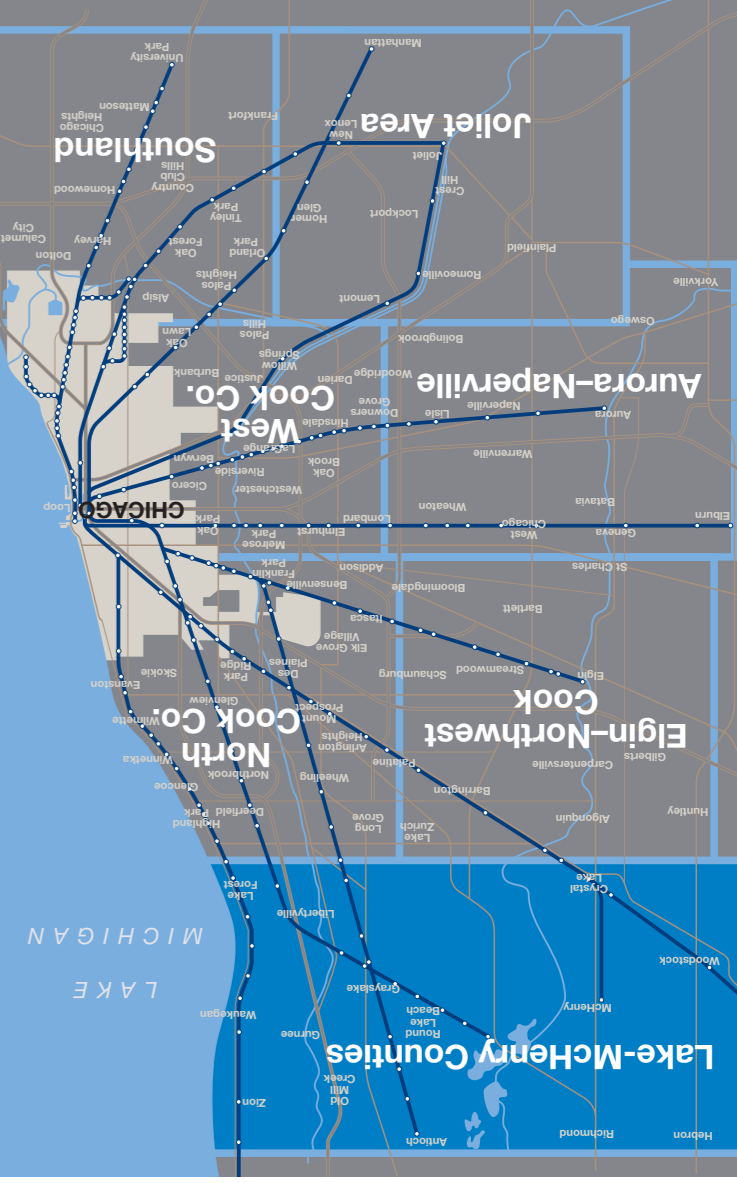 Hebron
Richmond
Antioch
Zion
Old
Mill
Creek
Lake-McHenry Counties
McHenry
Round
Lake
Beach
Gurnee
Waukegan
Grayslake
LAKE
MICHIGAN
Woodstock
Libertyville
Crystal
Lake
Lake
Forest
Huntley
Algonquin
Lake
Zurich
Long
Grove
Deerfield
Highland
Park
Barrington
Wheeling
Glencoe
Northbrook
Gilberts
Carpentersville
Palatine
Winnetka
Elgin–Northwest
Cook
Arlington
Heights
North
Cook Co.
Mount
Prospect
Wilmette
Glenview
Evanston
Elgin
Streamwood
Schaumburg
Des
Plaines
Park
Ridge
Skokie
Elk Grove
Village
Bartlett
Itasca
Bloomingdale
Bensenville
St Charles
Addison
Franklin
Park
Melrose
Park
Geneva
West
Chicago
Elburn
Lombard
Elmhurst
Oak
Park
CHICAGO
Loop
Batavia
Wheaton
Westchester
Cicero
Oak
Brook
Riverside
Berwyn
Warrenville
LaGrange
West
Cook Co.
Hinsdale
Aurora
Naperville
Lisle
Downers
Grove
Aurora–Naperville
Woodridge
Darien
Justice
Burbank
Willow
Springs
Bolingbrook
Oak
Lawn
Palos
Hills
Oswego
Lemont
Alsip
Yorkville
Romeoville
Palos
Heights
Plainfield
Orland
Park
Oak
Forest
Dolton
Harvey
Calumet
City
Lockport
Homer
Glen
Tinley
Park
Crest
Hill
Country
Club
Hills
Homewood
Joliet
Joliet Area
Southland
New
Lenox
Frankfort
Chicago
Heights
Matteson
Manhattan
University
Park